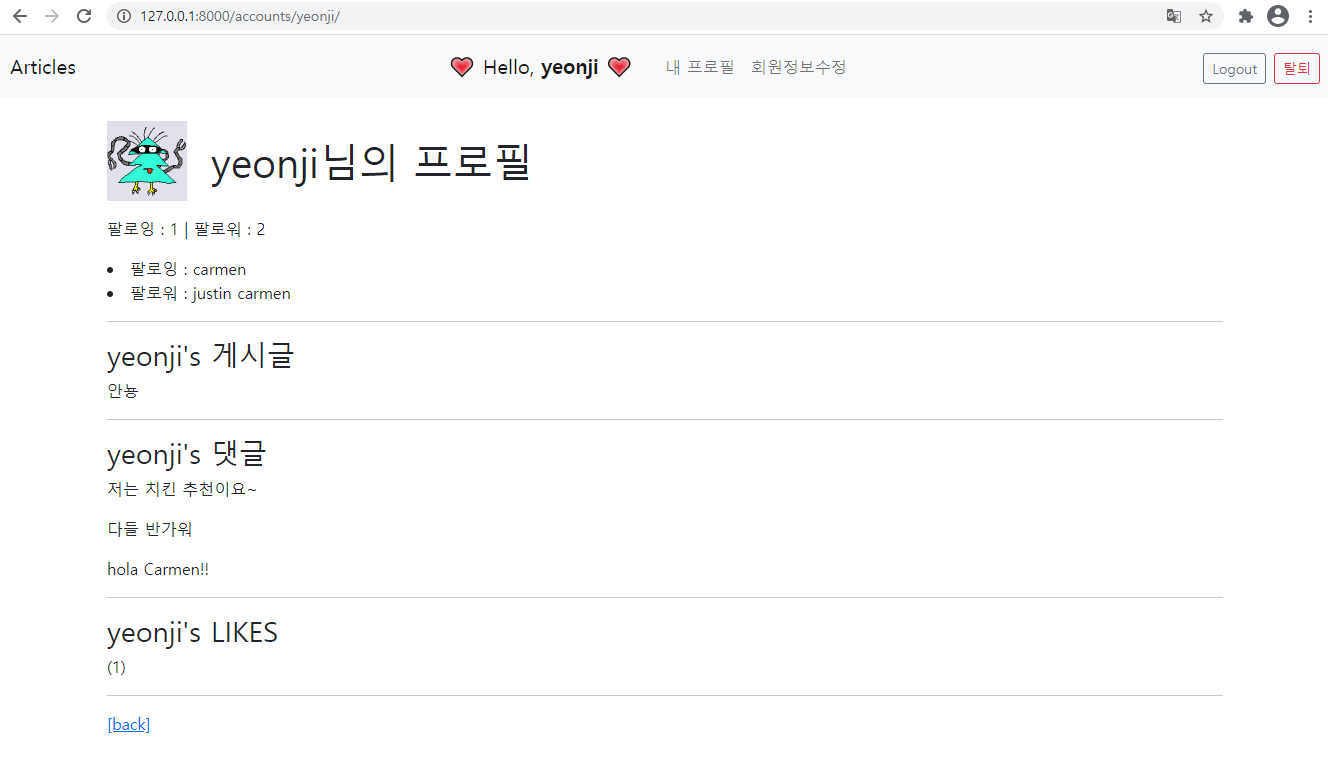 127.0.0.1:8000/accounts/yeonji/
Articles Hello, yeonji 내 프로필 회원정보수정 Logout 탈퇴
yeonji님의 프로필
팔로잉 : 1 | 팔로워 : 2
팔로잉 : carmen
팔로워 : justin carmen
yeonji's 게시글
안뇽
yeonji's 댓글
저는 치킨 추천이요~
다들 반가워
hola Carmen!!
yeonji's LIKES
(1)
[back]